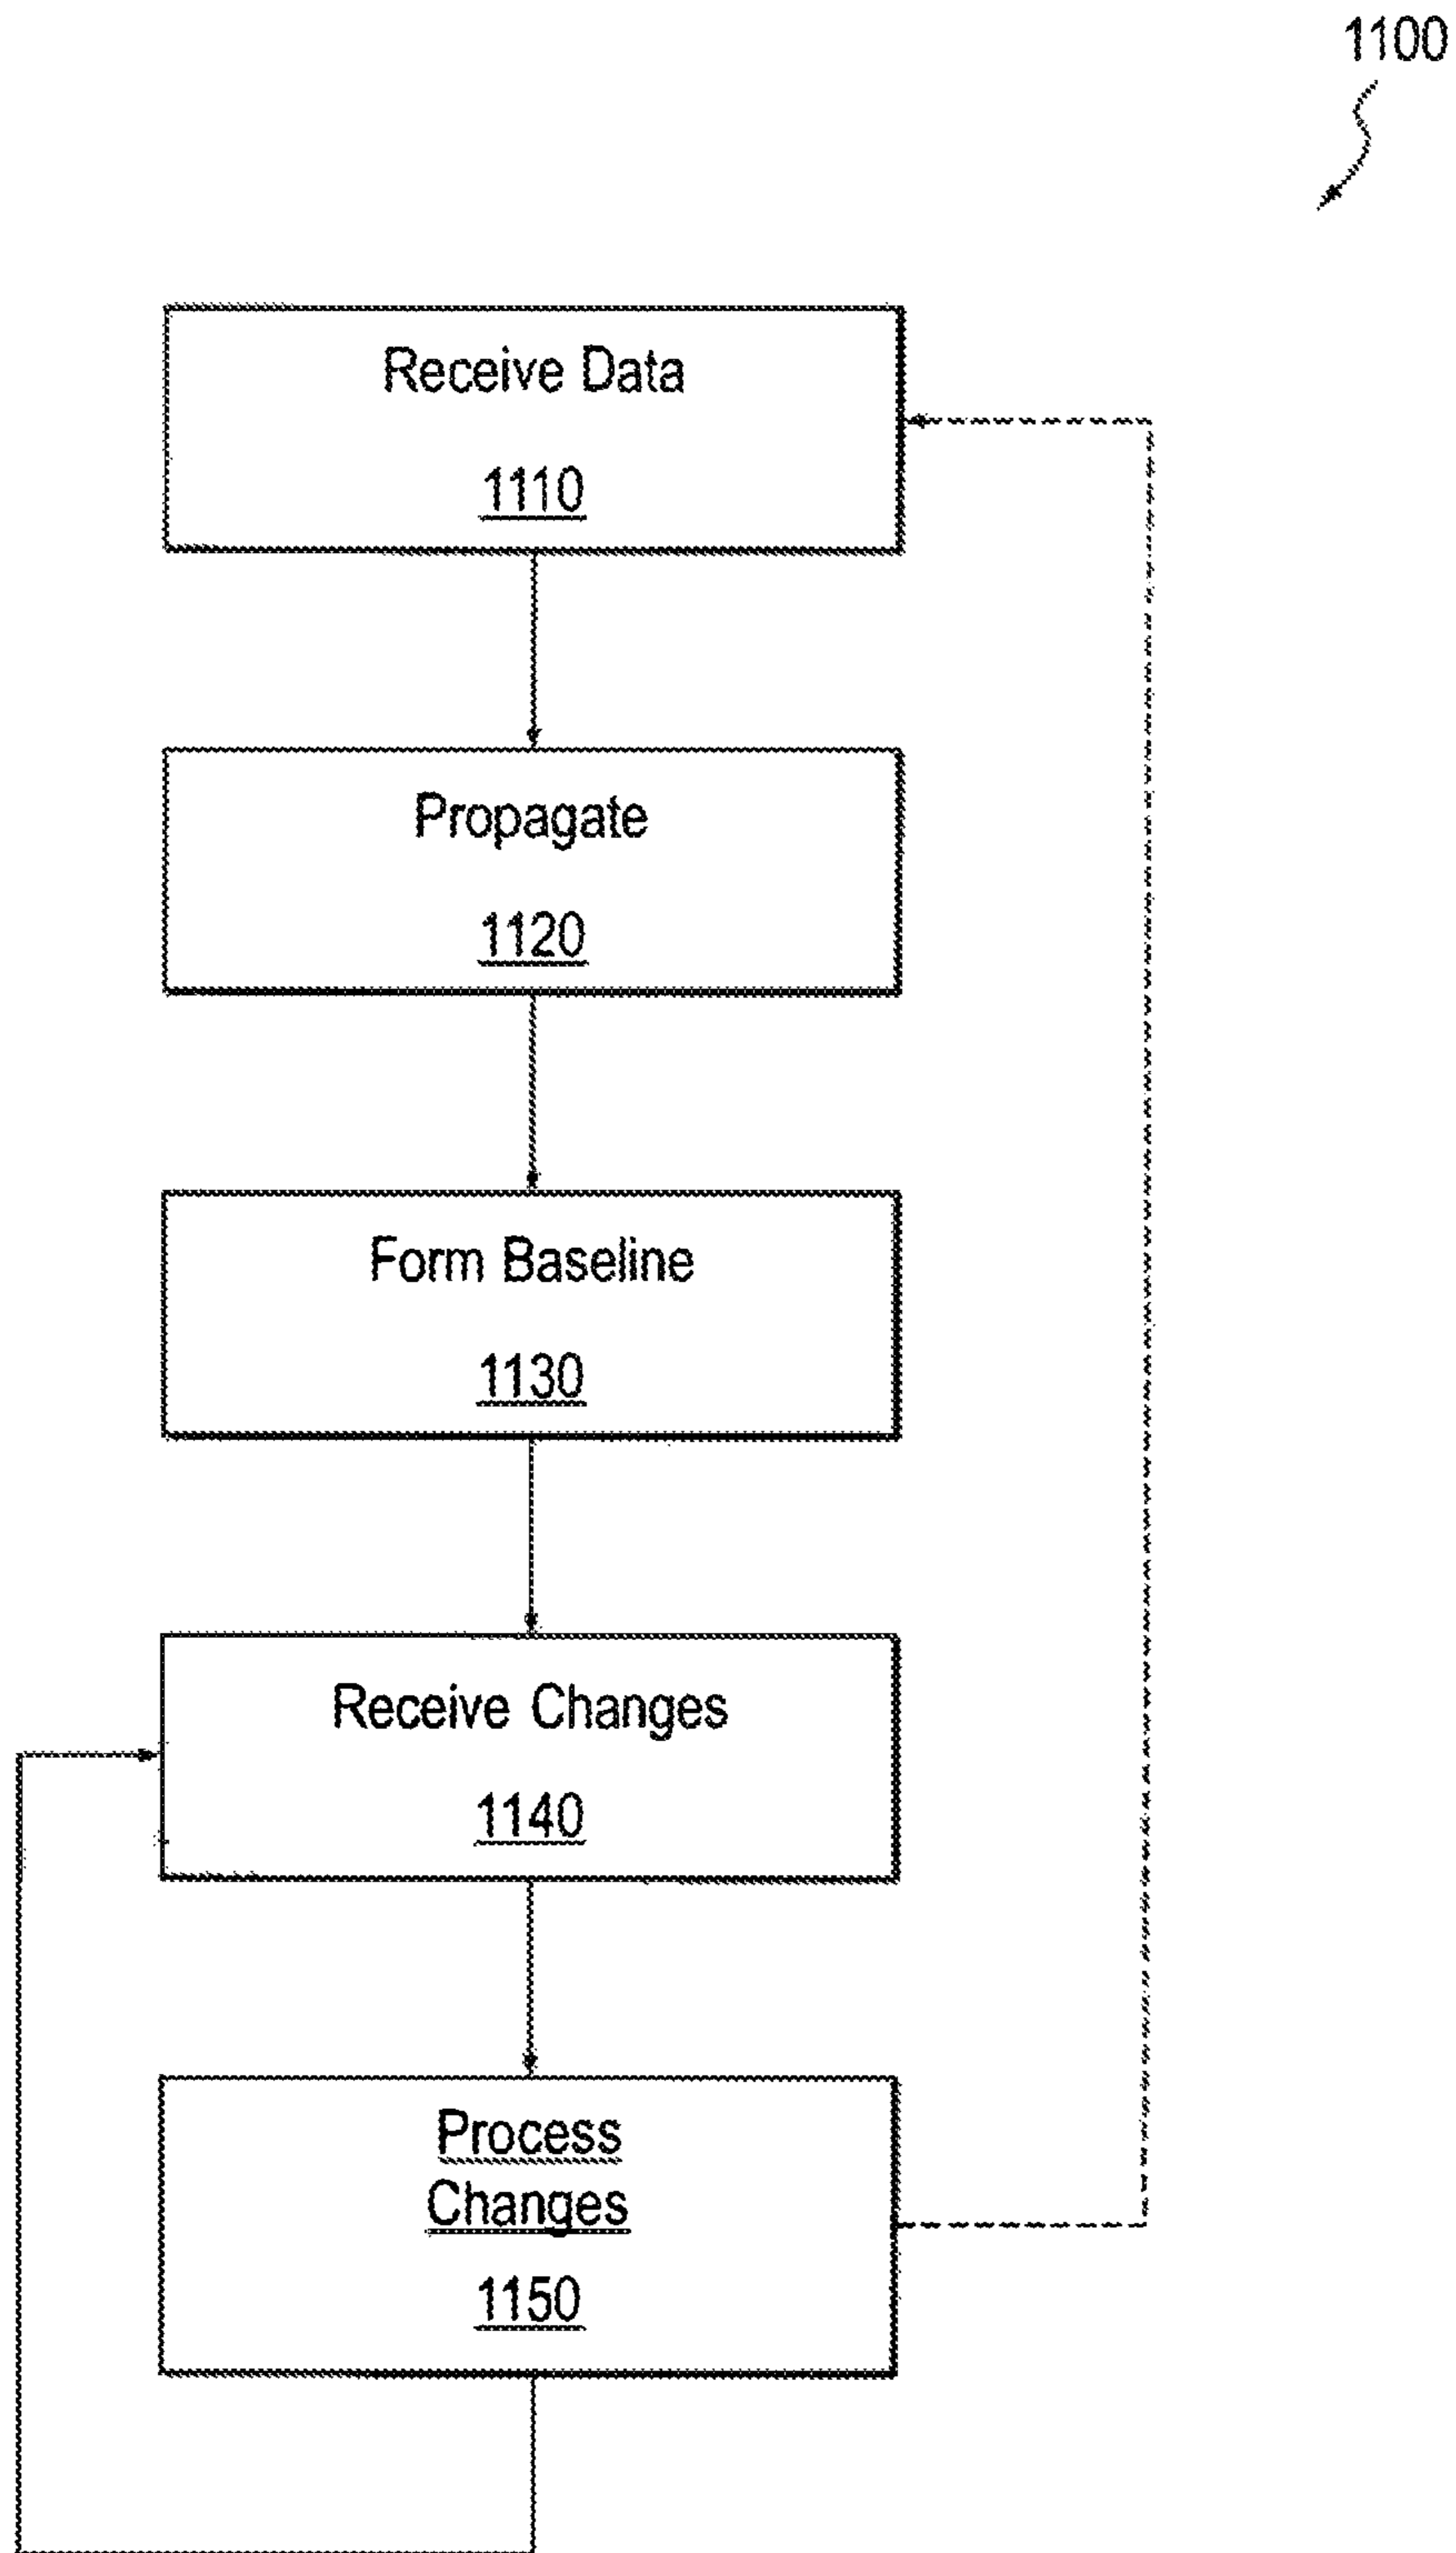 1100
Receive Data
1110
Propagate
1120
Form Baseline
1130
Receive Changes
1140
Process
Changes
1150